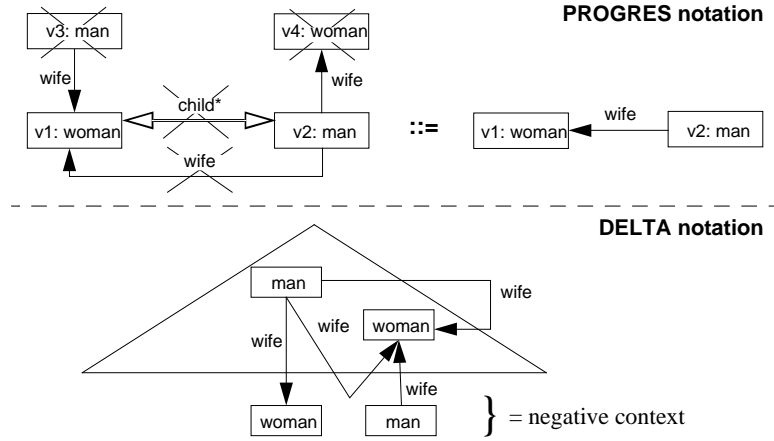 PROGRES notation
v3: man
v4: woman
wife
wife
child*
v1: woman
v2: man
::=
wife
v1: woman
v2: man
wife
DELTA notation
man
wife
wife
woman
wife
wife
woman
man
} = negative context